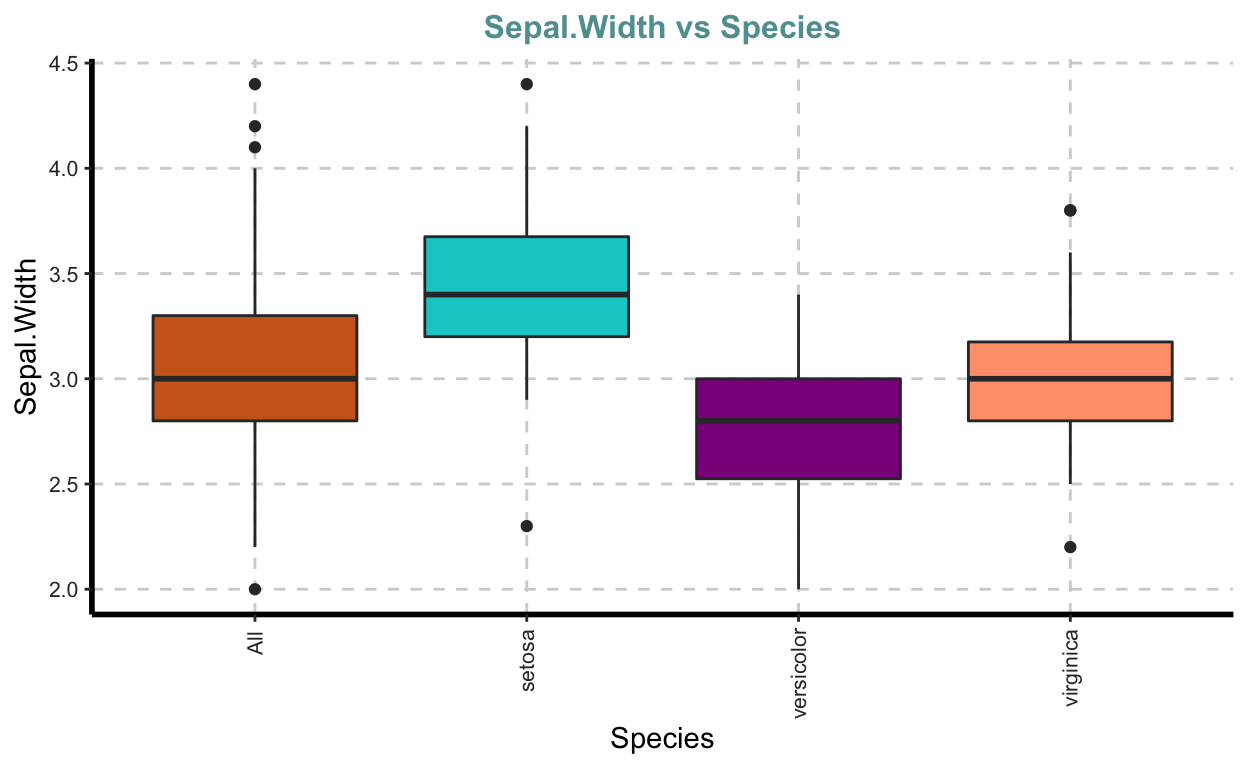 Sepal.Width vs Species
Sepal.Width
4.5
4.0
3.5
3.0
2.5
2.0
All
setosa
versicolor
virginica
Species